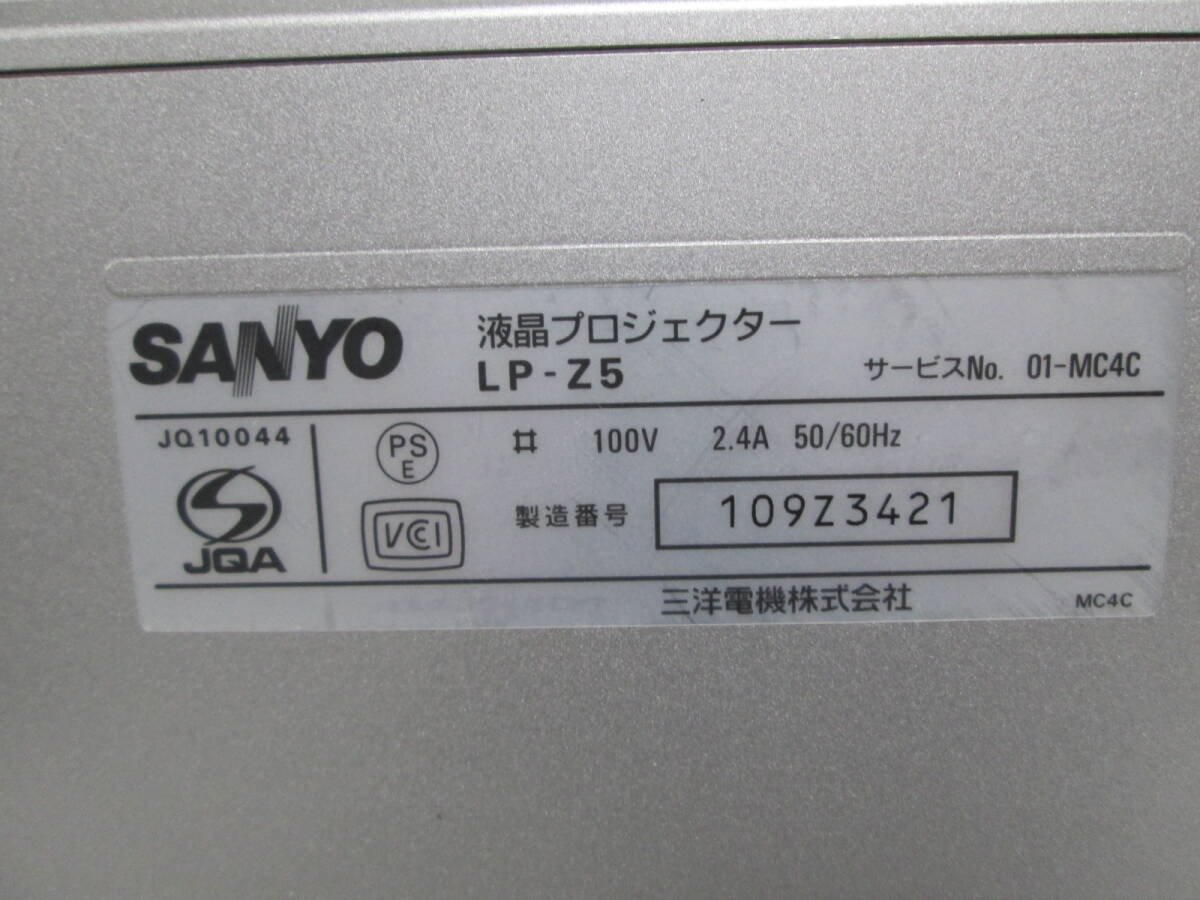 SANYO
液晶プロジェクター
LP-Z5
サービスNo. 01-MC4C
JQ10044
JQA
PS
E
VCCI
100V 2.4A 50/60Hz
製造番号 109Z3421
三洋電機株式会社
MC4C